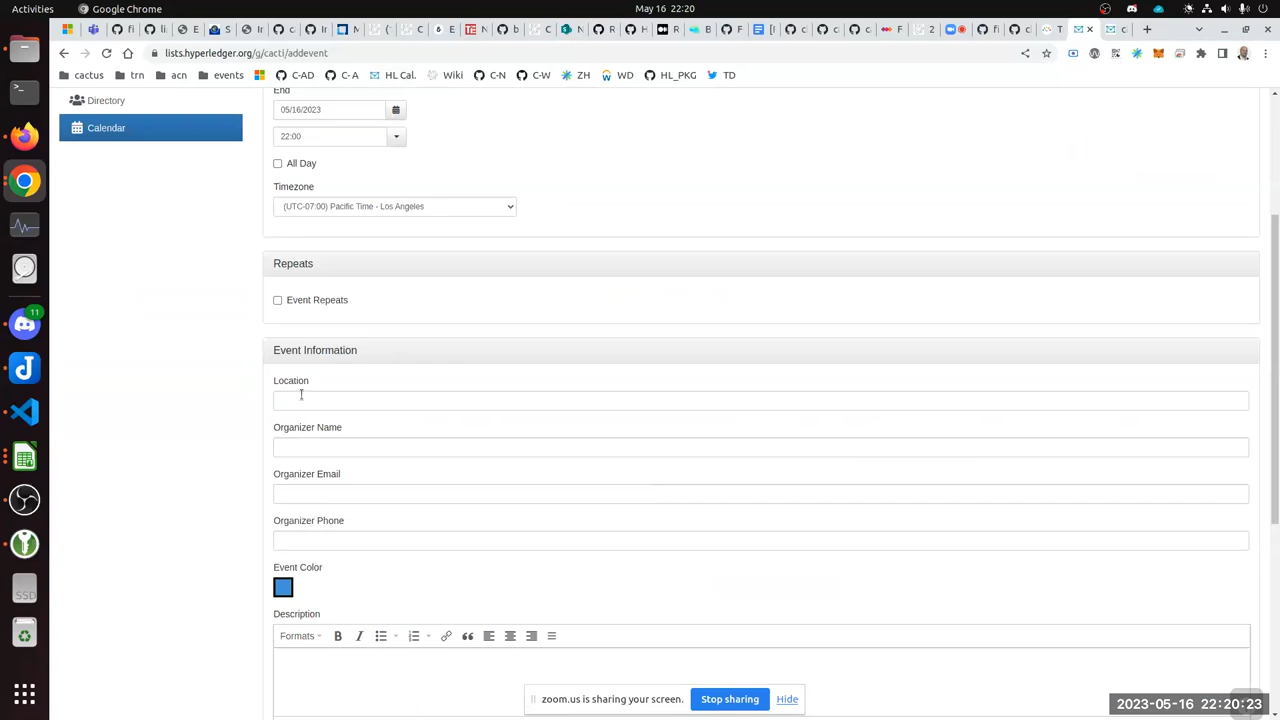 Activities
Google Chrome
May 16 22:20
lists.hyperledger.org/g/cacti/addevent
cactus
trn
acn
events
C-AD
C- A
HL Cal.
Wiki
C-N
C-W
ZH
WD
HL_PKG
TD
Directory
Calendar
End
05/16/2023
22:00
All Day
Timezone
(UTC-07:00) Pacific Time - Los Angeles
Repeats
Event Repeats
Event Information
Location
Organizer Name
Organizer Email
Organizer Phone
Event Color
Description
Formats
11
SSD
zoom.us is sharing your screen.
Stop sharing
Hide
2023-05-16 22:20:23